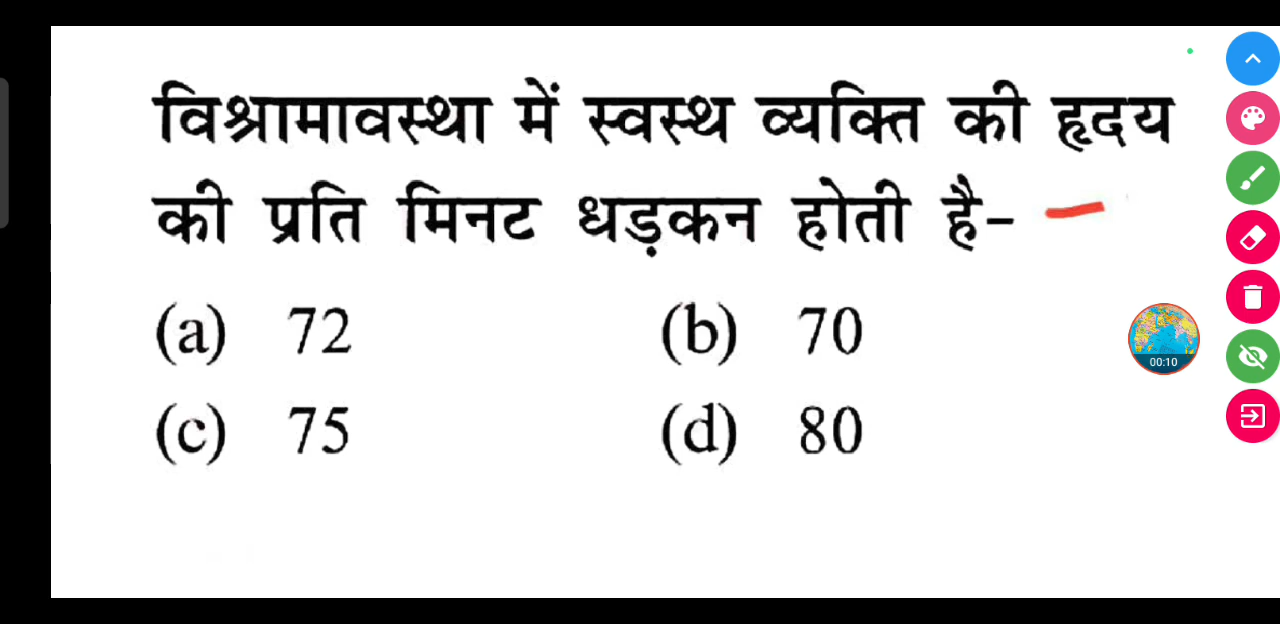 विश्रामावस्था में स्वस्थ व्यक्ति की हृदय
की प्रति मिनट धड़कन होती है-
(a) 72 (b) 70
(c) 75 (d) 80
00:10